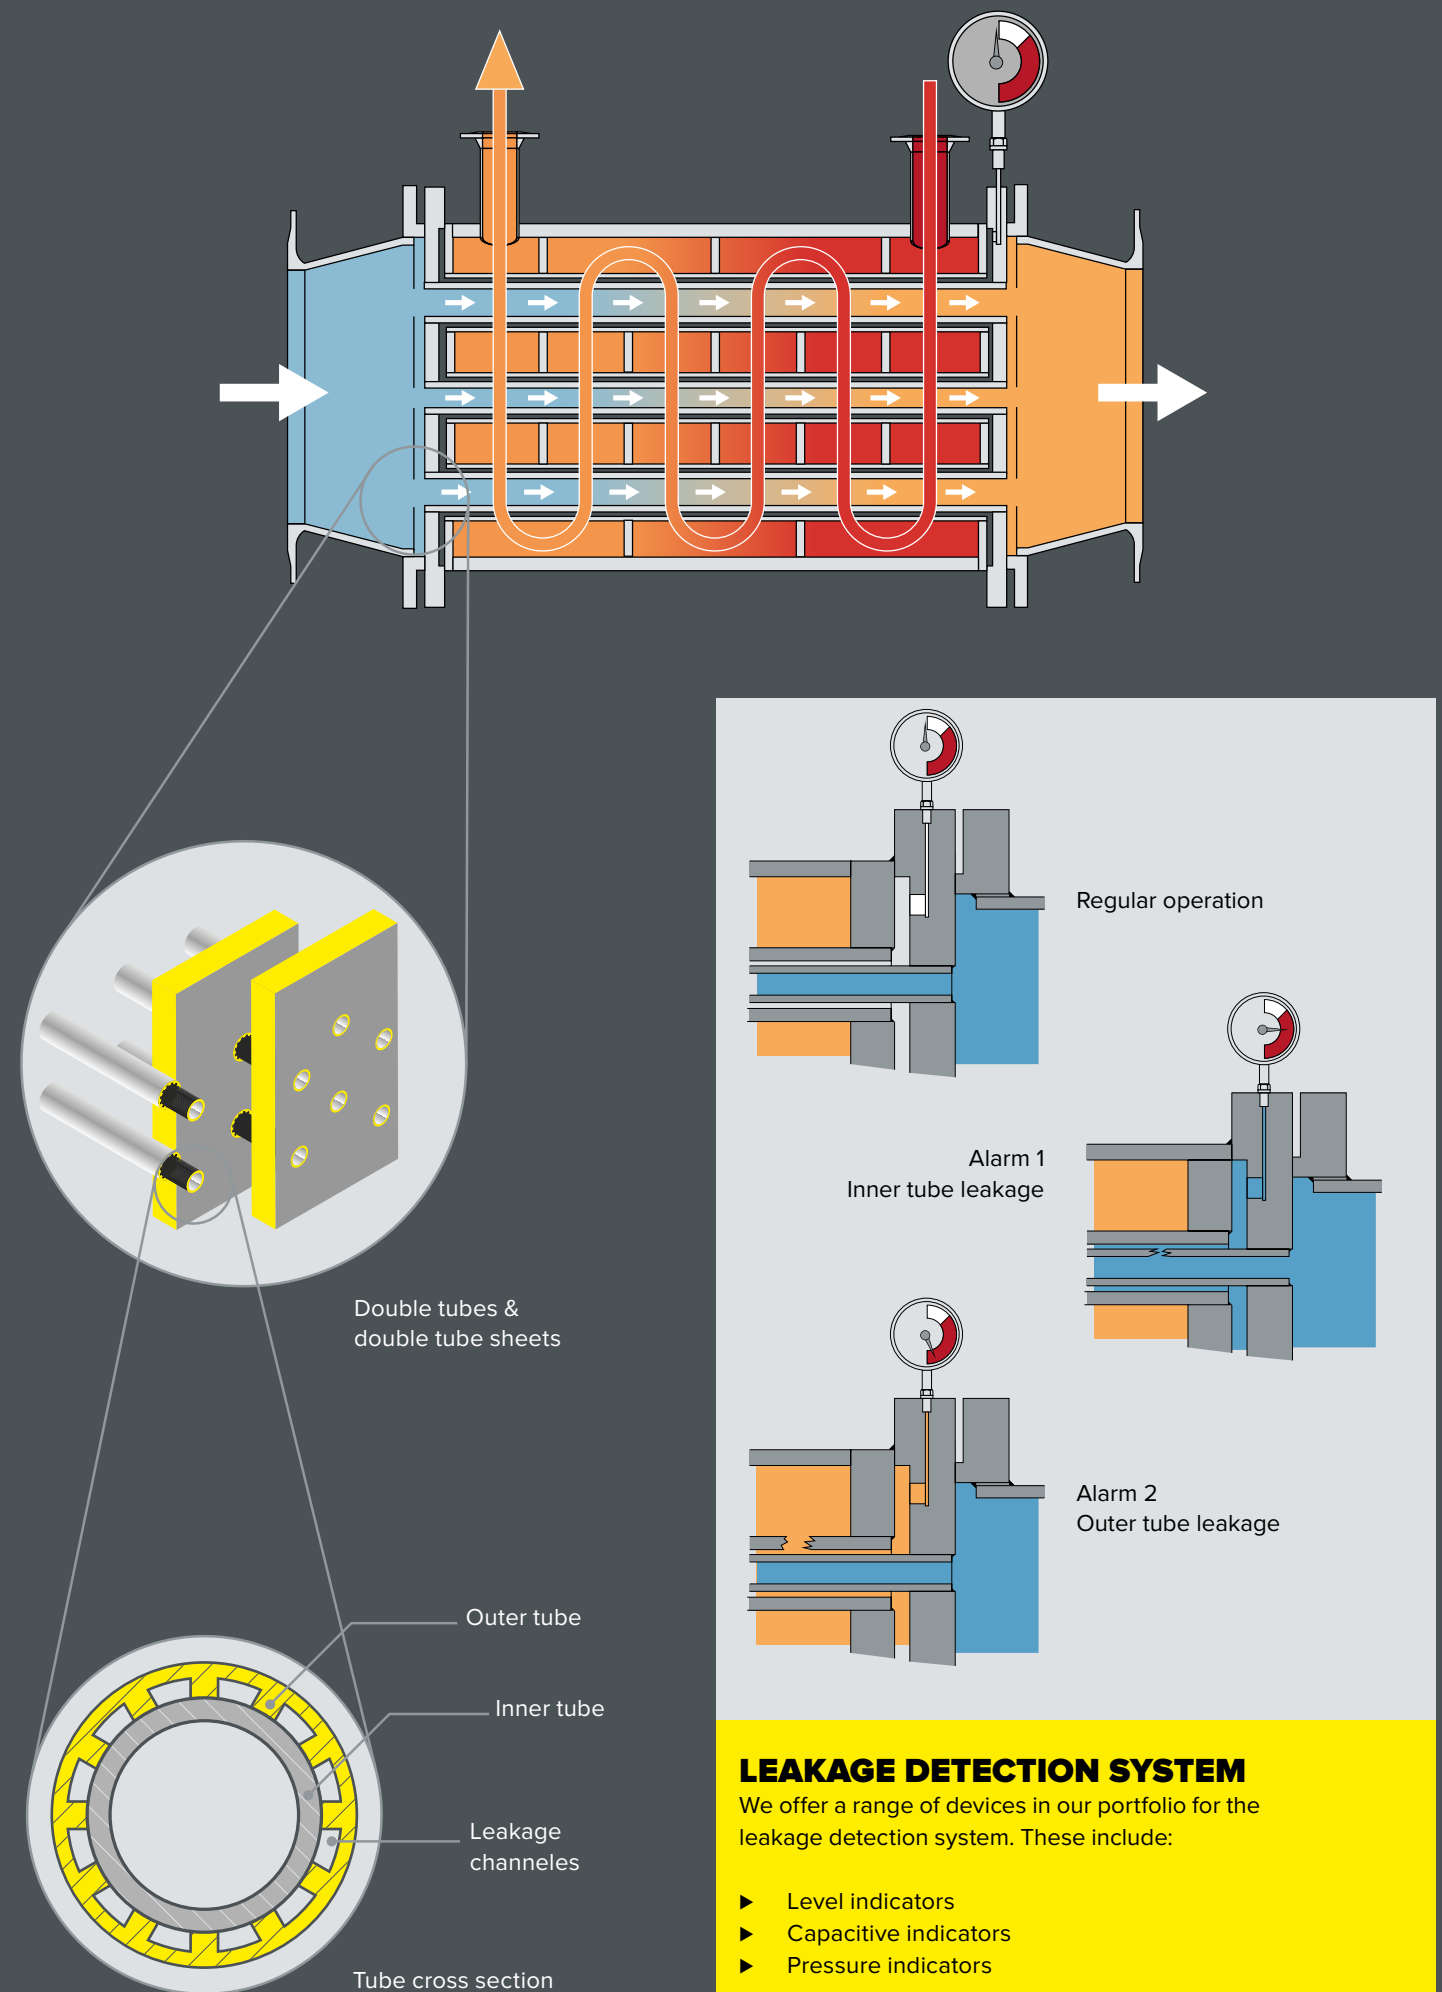 Regular operation
Alarm 1
Inner tube leakage
Double tubes &
double tube sheets
Alarm 2
Outer tube leakage
Outer tube
Inner tube
Leakage
channeles
Tube cross section
LEAKAGE DETECTION SYSTEM
We offer a range of devices in our portfolio for the
leakage detection system. These include:
▶ Level indicators
▶ Capacitive indicators
▶ Pressure indicators